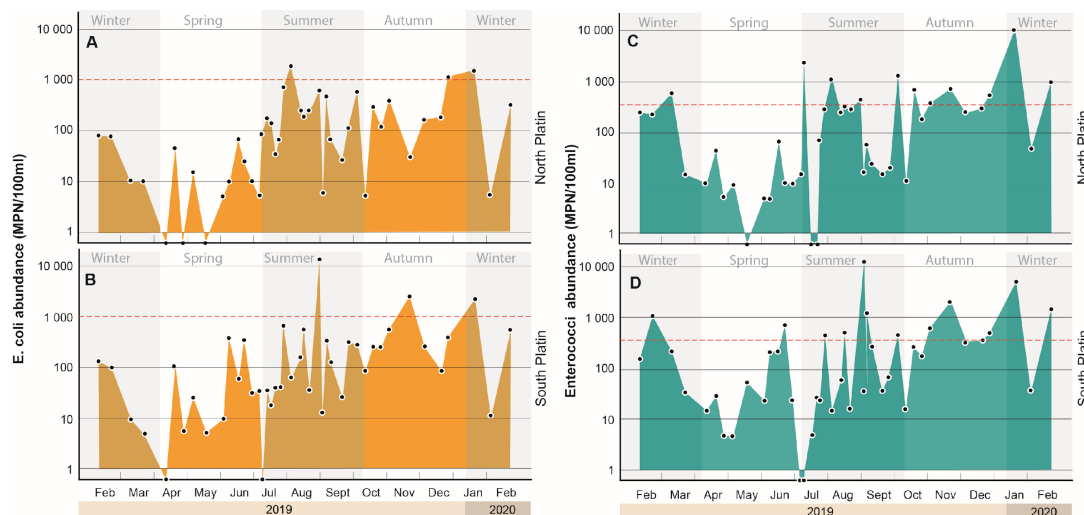 Winter Spring Summer Autumn Winter
A
10 000
1 000
100
10
1
North Platin
Winter Spring Summer Autumn Winter
B
10 000
1 000
100
10
1
South Platin
E. coli abundance (MPN/100ml)
Feb Mar Apr May Jun Jul Aug Sept Oct Nov Dec Jan Feb
2019 2020
Winter Spring Summer Autumn Winter
C
10 000
1 000
100
10
1
North Platin
Winter Spring Summer Autumn Winter
D
10 000
1 000
100
10
1
South Platin
Enterococci abundance (MPN/100ml)
Feb Mar Apr May Jun Jul Aug Sept Oct Nov Dec Jan Feb
2019 2020